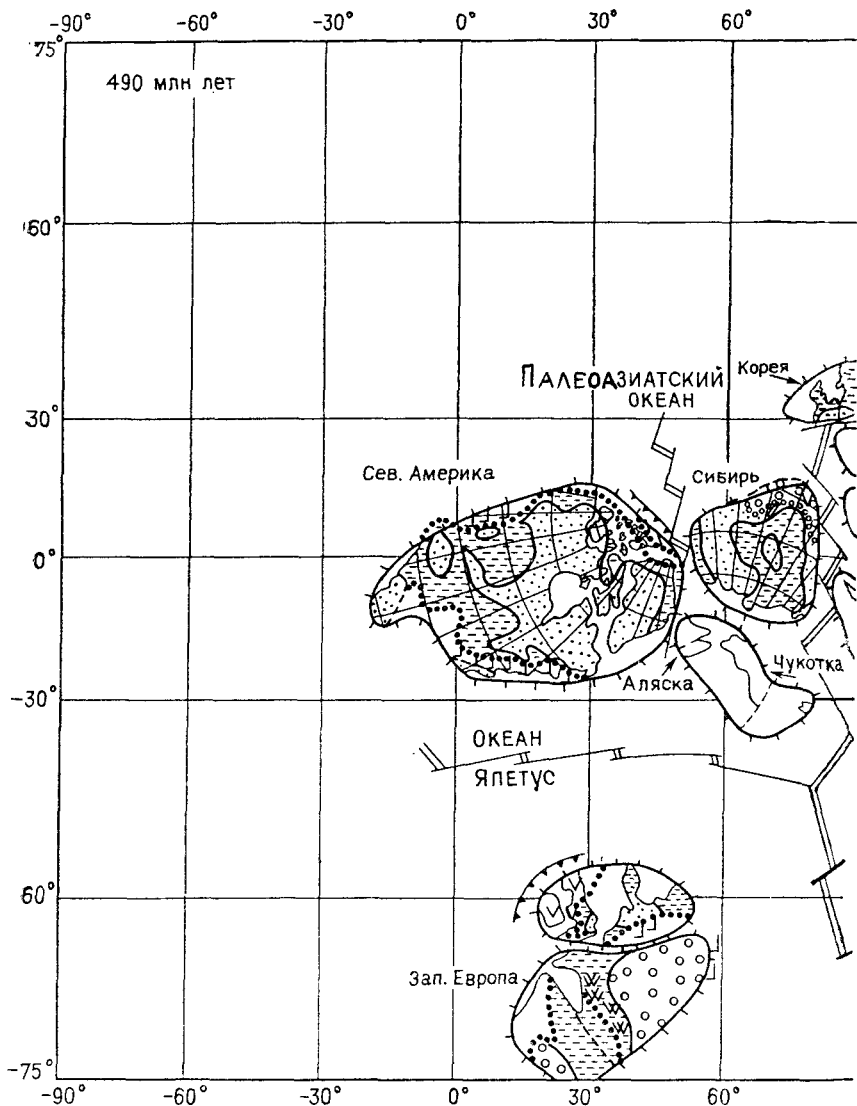 -90° -60° -30° 0° 30° 60°
75°
490 млн лет
60°
ПАЛЕОАЗИАТСКИЙ
ОКЕАН
Корея
30°
Сев. Америка
Сибирь
0°
Аляска
Чукотка
-30°
ОКЕАН
ЯПЕТУС
-60°
Зап. Европа
-75°
-90° -60° -30° 0° 30° 60°